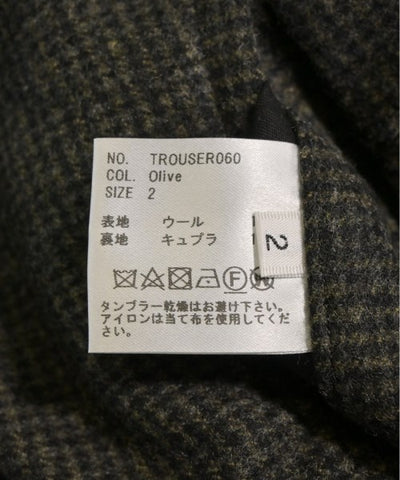 NO. TROUSER060
COL. Olive
SIZE 2
表地 ウール
裏地 キュプラ
2
F
タンブラー乾燥はお避け下さい。
アイロンは当て布を使用してくだ
さい。